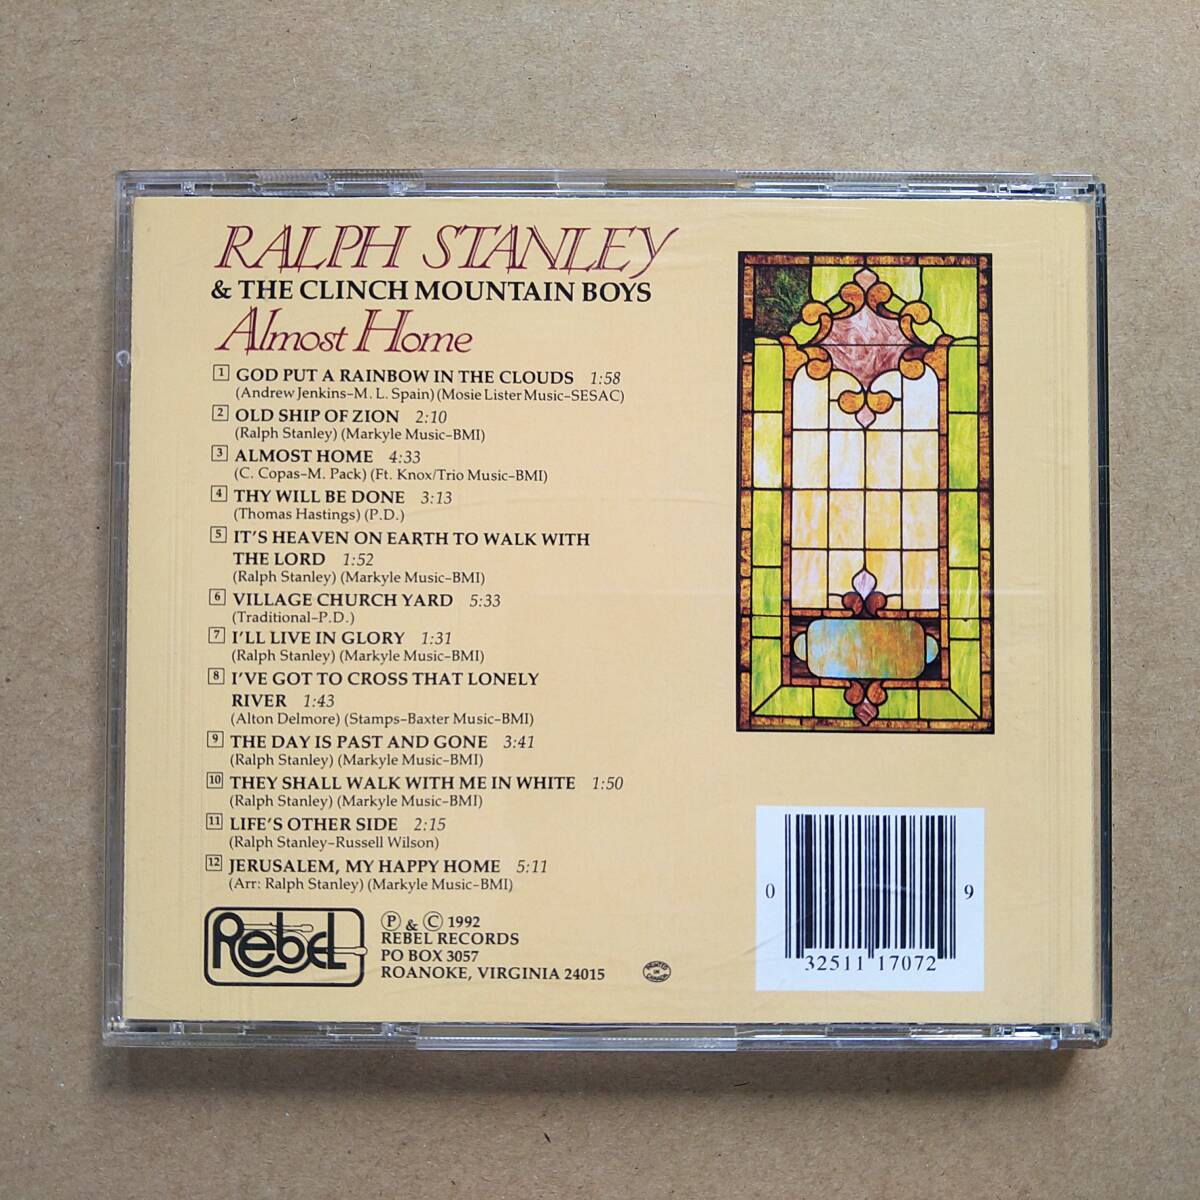 RALPH STANLEY
& THE CLINCH MOUNTAIN BOYS
Almost Home
1 GOD PUT A RAINBOW IN THE CLOUDS 1:58
(Andrew Jenkins–M. L. Spain) (Mosie Lister Music–SESAC)
2 OLD SHIP OF ZION 2:10
(Ralph Stanley) (Markyle Music–BMI)
3 ALMOST HOME 4:33
(C. Copas–M. Pack) (Ft. Knox/Trio Music–BMI)
4 THY WILL BE DONE 3:13
(Thomas Hastings) (P.D.)
5 IT'S HEAVEN ON EARTH TO WALK WITH
THE LORD 1:52
(Ralph Stanley) (Markyle Music–BMI)
6 VILLAGE CHURCH YARD 5:33
(Traditional–P.D.)
7 I'LL LIVE IN GLORY 1:31
(Ralph Stanley) (Markyle Music–BMI)
8 I'VE GOT TO CROSS THAT LONELY
RIVER 1:43
(Alton Delmore) (Stamps–Baxter Music–BMI)
9 THE DAY IS PAST AND GONE 3:41
(Ralph Stanley) (Markyle Music–BMI)
10 THEY SHALL WALK WITH ME IN WHITE 1:50
(Ralph Stanley) (Markyle Music–BMI)
11 LIFE'S OTHER SIDE 2:15
(Ralph Stanley–Russell Wilson)
12 JERUSALEM, MY HAPPY HOME 5:11
(Arr: Ralph Stanley) (Markyle Music–BMI)
Rebel
Ⓟ & Ⓒ 1992
REBEL RECORDS
PO BOX 3057
ROANOKE, VIRGINIA 24015
PRINTED IN CANADA
0 32511 17072 9